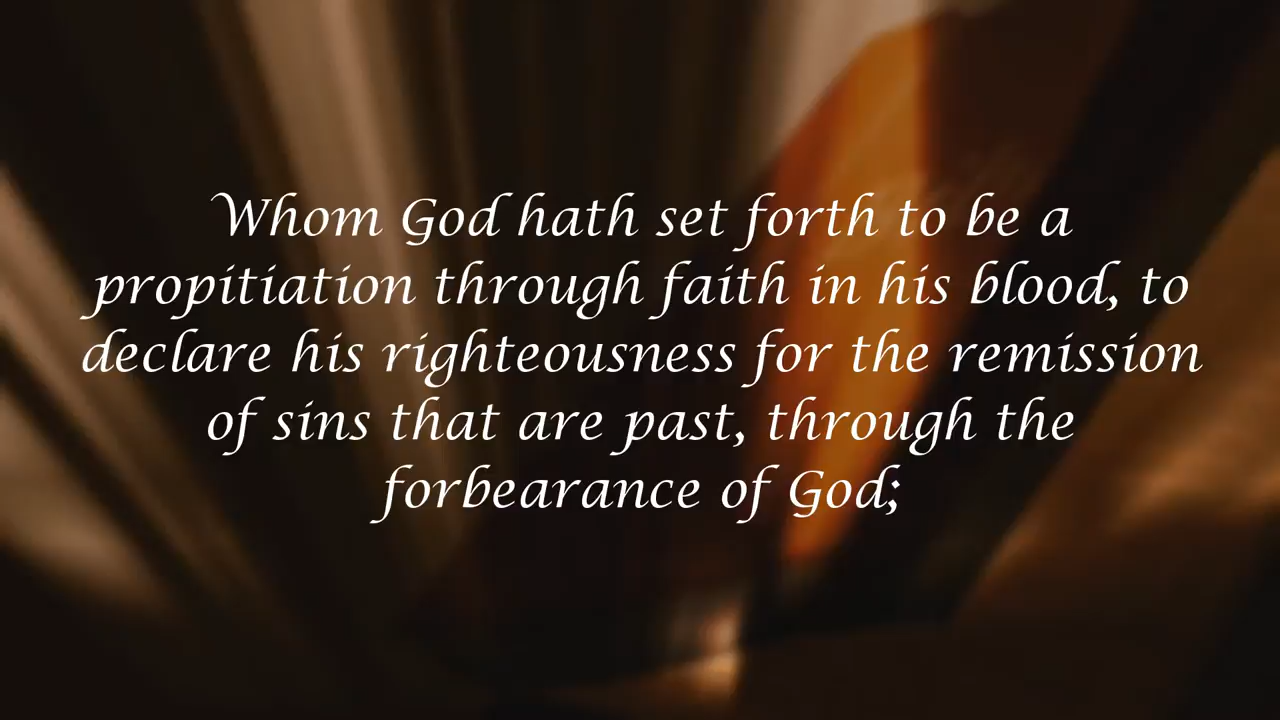 Whom God hath set forth to be a
propitiation through faith in his blood, to
declare his righteousness for the remission
of sins that are past, through the
forbearance of God;